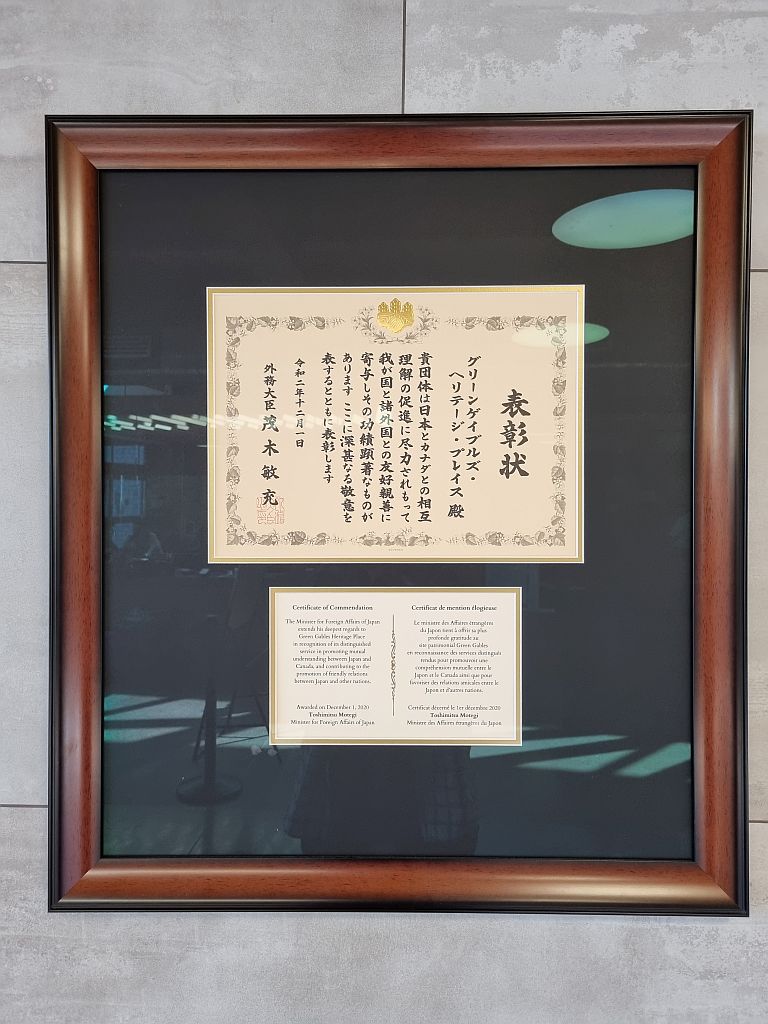 表彰状
グリーンゲイブルズ・
ヘリテージ・プレイス 殿
貴団体は日本とカナダとの相互
理解の促進に尽力されもって
我が国と諸外国との友好親善に
寄与しその功績顕著なものが
あります ここに深甚なる敬意を
表するとともに表彰します
令和二年十二月一日
外務大臣 茂木敏充
Certificate of Commendation
The Minister for Foreign Affairs of Japan
extends his deepest regards to
Green Gables Heritage Place
in recognition of its distinguished
service in promoting mutual
understanding between Japan and
Canada, and contributing to the
promotion of friendly relations
between Japan and other nations.
Awarded on December 1, 2020
Toshimitsu Motegi
Minister for Foreign Affairs of Japan
Certificat de mention élogieuse
Le ministre des Affaires étrangères
du Japon tient à offrir sa plus
profonde gratitude au
site patrimonial Green Gables
en reconnaissance des services distingués
rendus pour promouvoir une
compréhension mutuelle entre le
Japon et le Canada ainsi que pour
favoriser des relations amicales entre le
Japon et d'autres nations.
Certificat décerné le 1er décembre 2020
Toshimitsu Motegi
Ministre des Affaires étrangères du Japon